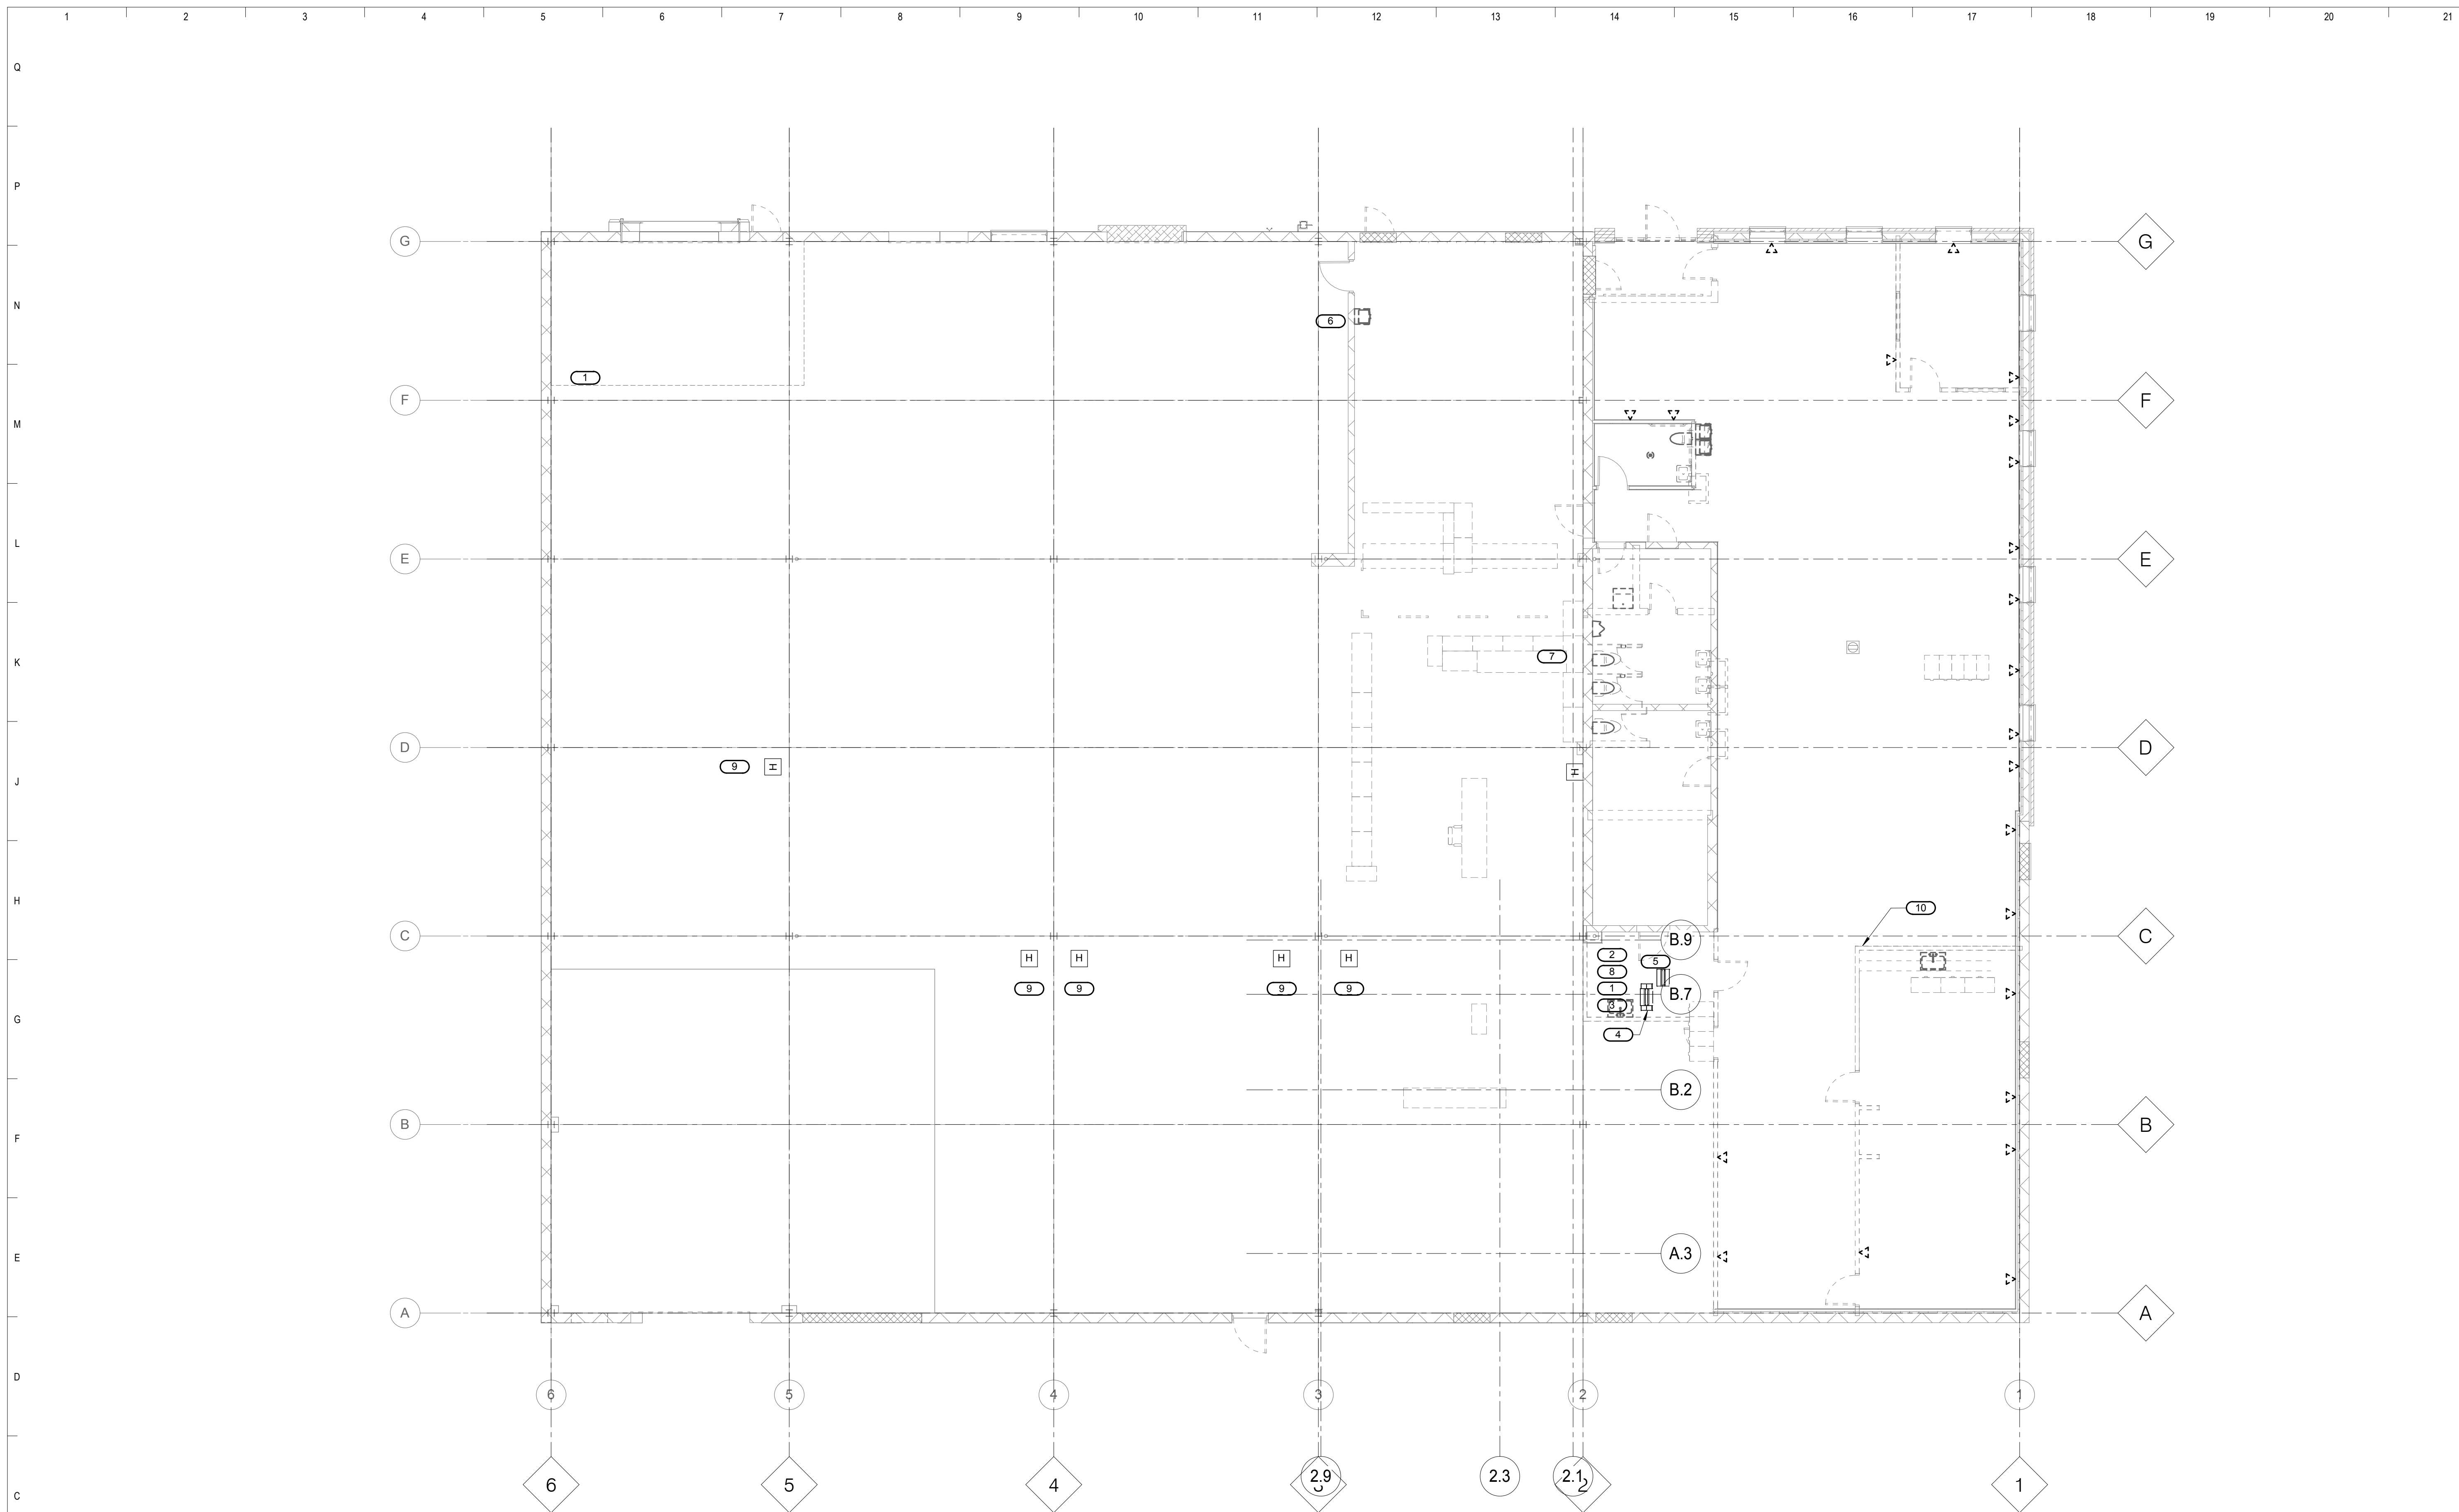 1 2 3 4 5 6 7 8 9 10 11 12 13 14 15 16 17 18 19 20 21
Q
P
G G
N
6
1
F F
M
L
E E
7
K
D D
9 H H
J
10
H
C C
B.9
H H H H
2
5
8
9 9 9 9
1
B.7
3
G
4
B.2
B B
F
A.3
E
A A
D
6 5 4 3 2 1
2.9 2.3 2.1
6 5 4 3 2 1
C